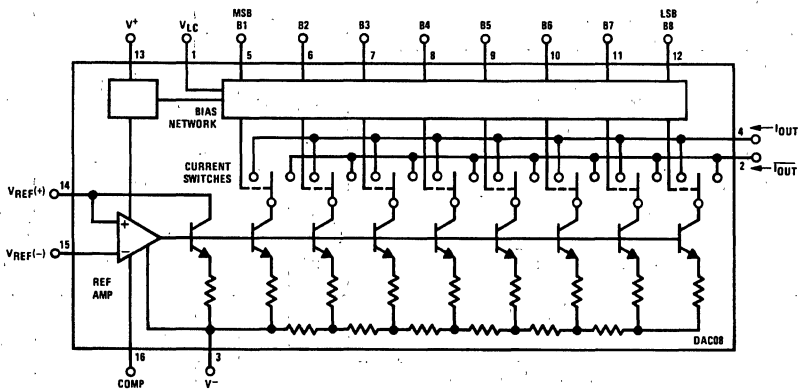 V+ VLC MSB B1 B2 B3 B4 B5 B6 B7 LSB B8
13 1 5 6 7 8 9 10 11 12
BIAS NETWORK
4 IOUT
CURRENT SWITCHES
2 IOUT
VREF(+) 14
+
VREF(−) 15
−
REF AMP
DAC08
16 3
COMP V−